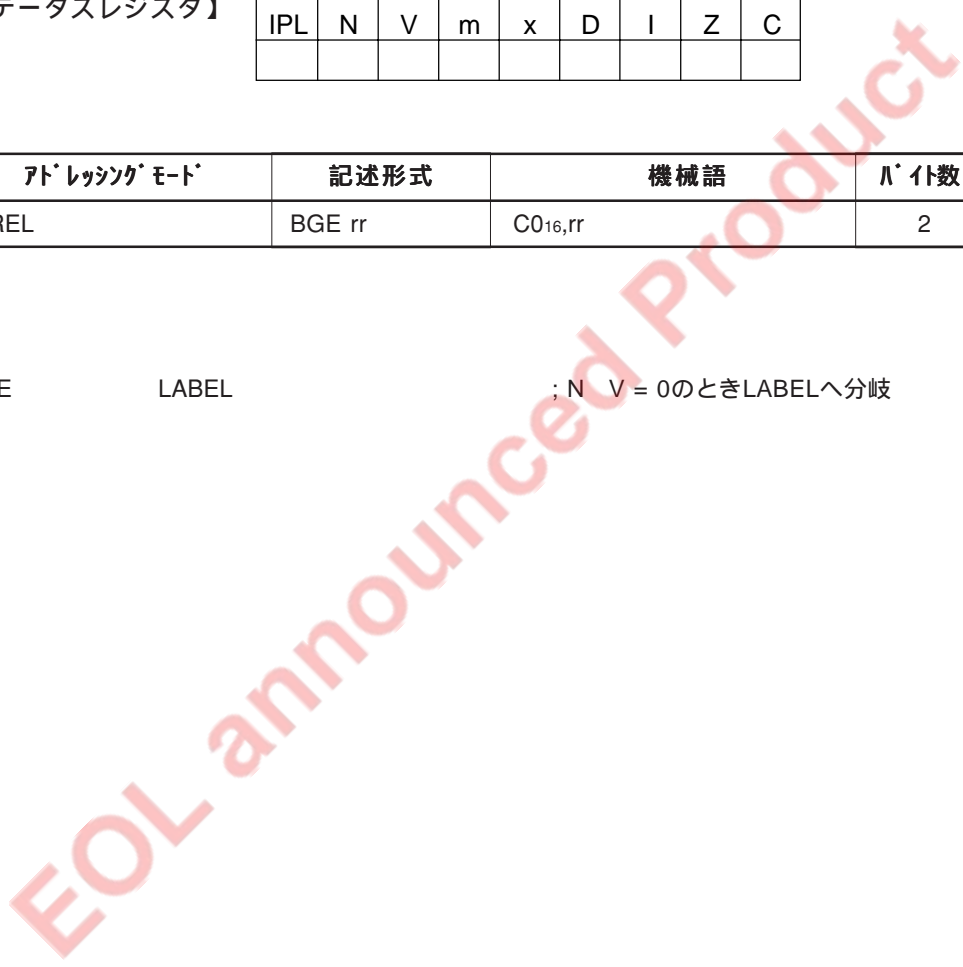 テータスレジスタ】
IPL N V m x D I Z C
アドレッシングモード 記述形式 機械語 バイト数
REL BGE rr C016,rr 2
E LABEL ; N V = 0のときLABELへ分岐
EOL announced Product